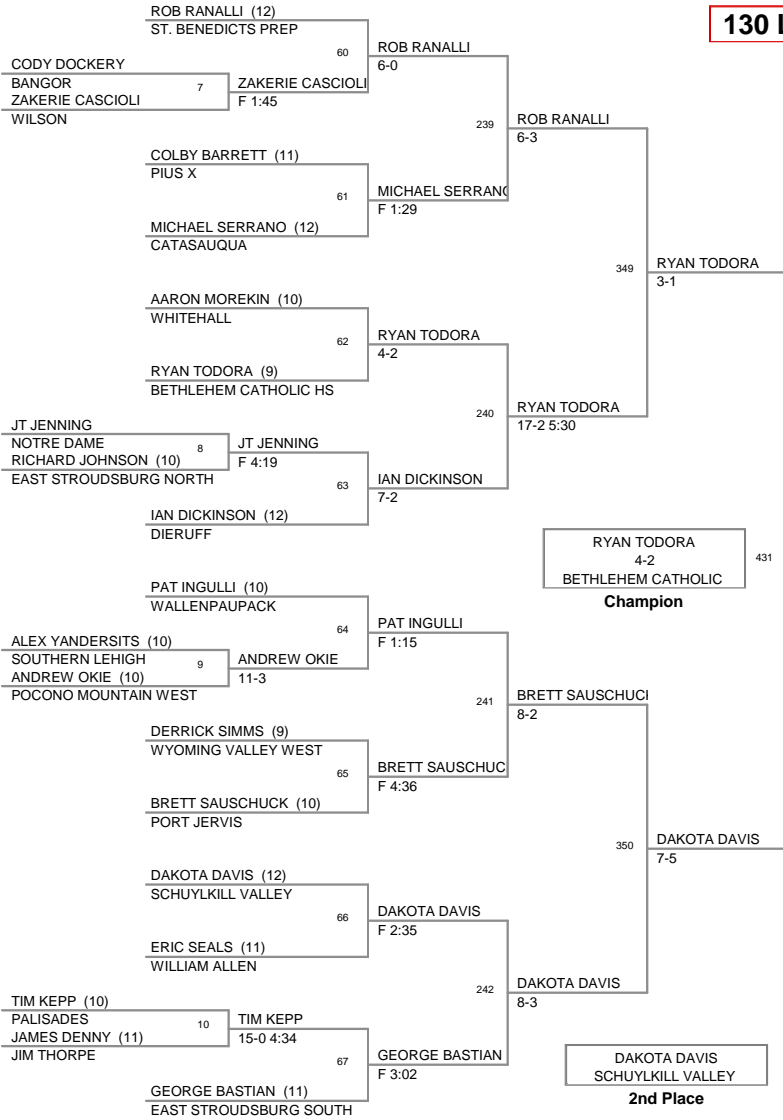 ROB RANALLI (12)
ST. BENEDICTS PREP
130 L
60
ROB RANALLI
6-0
CODY DOCKERY
BANGOR
7
ZAKERIE CASCIOLI
ZAKERIE CASCIOLI
F 1:45
WILSON
239
ROB RANALLI
6-3
COLBY BARRETT (11)
PIUS X
61
MICHAEL SERRANO
F 1:29
MICHAEL SERRANO (12)
CATASAUQUA
349
RYAN TODORA
3-1
AARON MOREKIN (10)
WHITEHALL
62
RYAN TODORA
4-2
RYAN TODORA (9)
BETHLEHEM CATHOLIC HS
240
RYAN TODORA
17-2 5:30
JT JENNING
NOTRE DAME
8
JT JENNING
RICHARD JOHNSON (10)
F 4:19
EAST STROUDSBURG NORTH
63
IAN DICKINSON
7-2
IAN DICKINSON (12)
DIERUFF
RYAN TODORA
4-2
BETHLEHEM CATHOLIC
431
Champion
PAT INGULLI (10)
WALLENPAUPACK
64
PAT INGULLI
F 1:15
ALEX YANDERSITS (10)
SOUTHERN LEHIGH
9
ANDREW OKIE
ANDREW OKIE (10)
11-3
POCONO MOUNTAIN WEST
241
BRETT SAUSCHUCK
8-2
DERRICK SIMMS (9)
WYOMING VALLEY WEST
65
BRETT SAUSCHUC
F 4:36
BRETT SAUSCHUCK (10)
PORT JERVIS
350
DAKOTA DAVIS
7-5
DAKOTA DAVIS (12)
SCHUYLKILL VALLEY
66
DAKOTA DAVIS
F 2:35
ERIC SEALS (11)
WILLIAM ALLEN
242
DAKOTA DAVIS
8-3
TIM KEPP (10)
PALISADES
10
TIM KEPP
JAMES DENNY (11)
15-0 4:34
JIM THORPE
67
GEORGE BASTIAN
F 3:02
GEORGE BASTIAN (11)
EAST STROUDSBURG SOUTH
DAKOTA DAVIS
SCHUYLKILL VALLEY
2nd Place